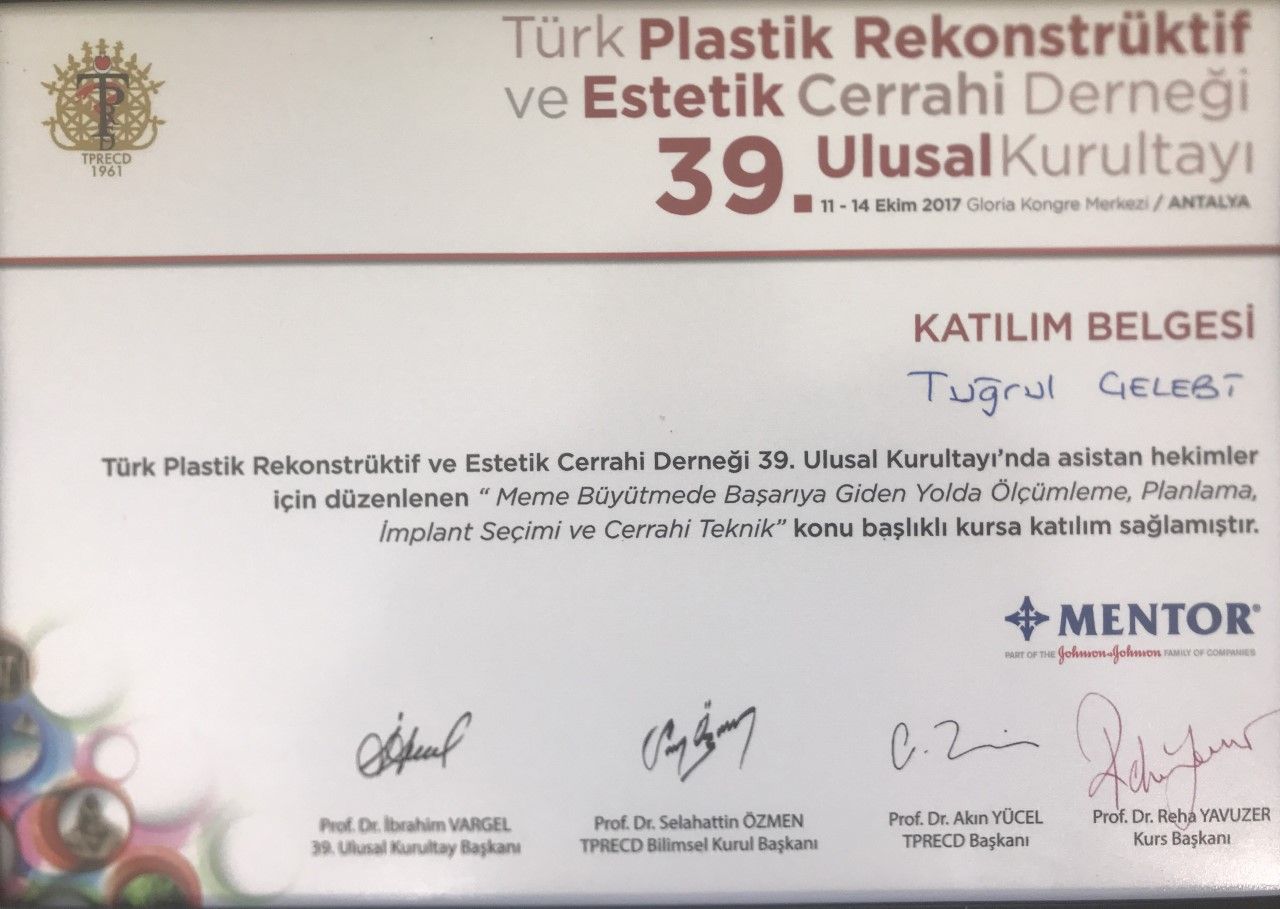 Türk Plastik Rekonstrüktif
ve Estetik Cerrahi Derneği
39. Ulusal Kurultayı
11 - 14 Ekim 2017 Gloria Kongre Merkezi / ANTALYA
TPRECD
1961
KATILIM BELGESİ
Tuğrul ÇELEBİ
Türk Plastik Rekonstrüktif ve Estetik Cerrahi Derneği 39. Ulusal Kurultayı’nda asistan hekimler
için düzenlenen “ Meme Büyütmede Başarıya Giden Yolda Ölçümleme, Planlama,
İmplant Seçimi ve Cerrahi Teknik” konu başlıklı kursa katılım sağlamıştır.
MENTOR®
PART OF THE Johnson&Johnson FAMILY OF COMPANIES
Prof. Dr. İbrahim VARGEL
39. Ulusal Kurultay Başkanı
Prof. Dr. Selahattin ÖZMEN
TPRECD Bilimsel Kurul Başkanı
Prof. Dr. Akın YÜCEL
TPRECD Başkanı
Prof. Dr. Reha YAVUZER
Kurs Başkanı